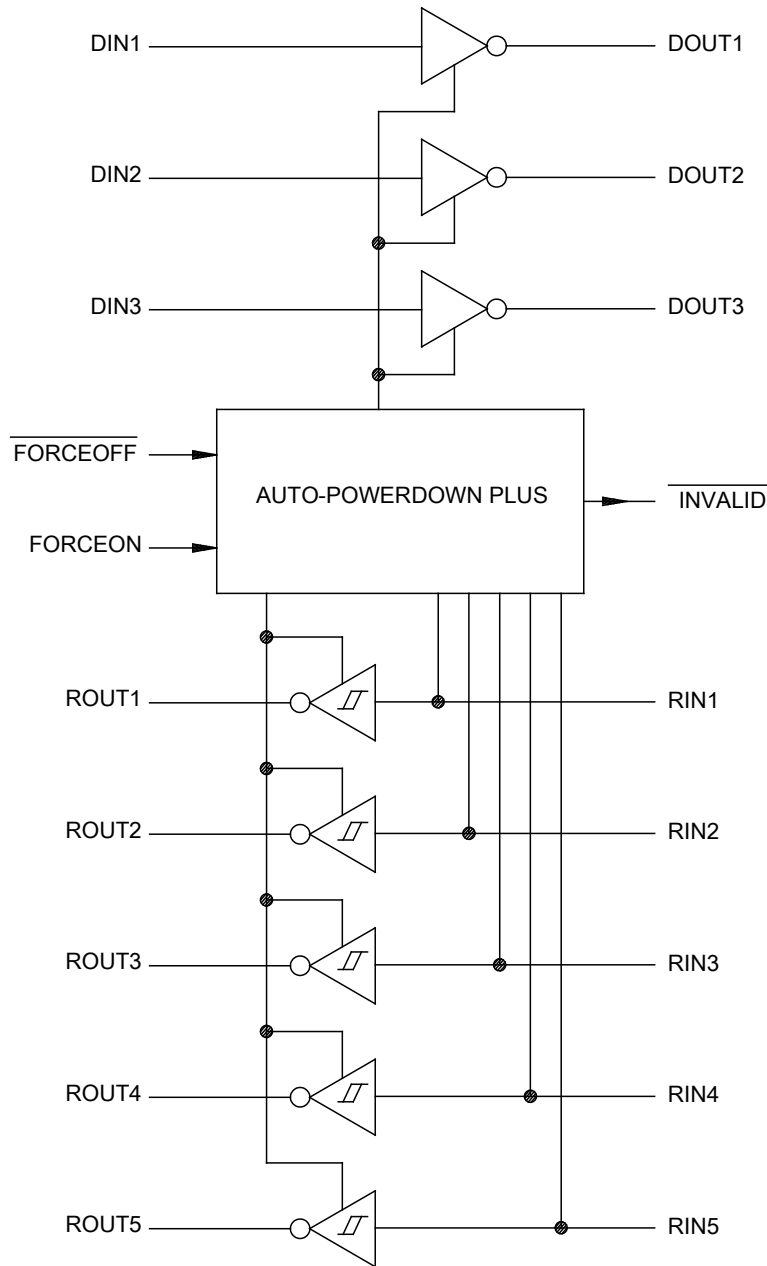 DIN1 DOUT1
DIN2 DOUT2
DIN3 DOUT3
FORCEOFF
AUTO-POWERDOWN PLUS
INVALID
FORCEON
ROUT1 RIN1
ROUT2 RIN2
ROUT3 RIN3
ROUT4 RIN4
ROUT5 RIN5